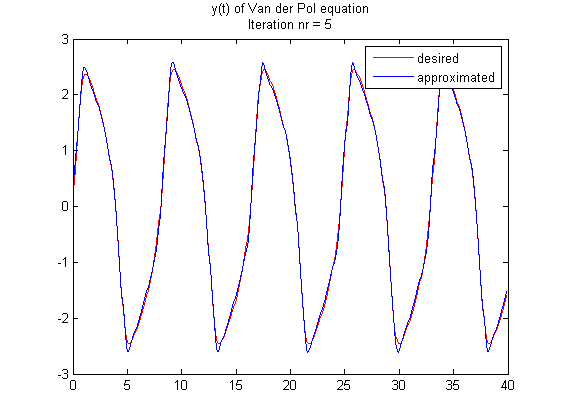 y(t) of Van der Pol equation
Iteration nr = 5
desired
approximated
3
2
1
0
-1
-2
-3
0 5 10 15 20 25 30 35 40